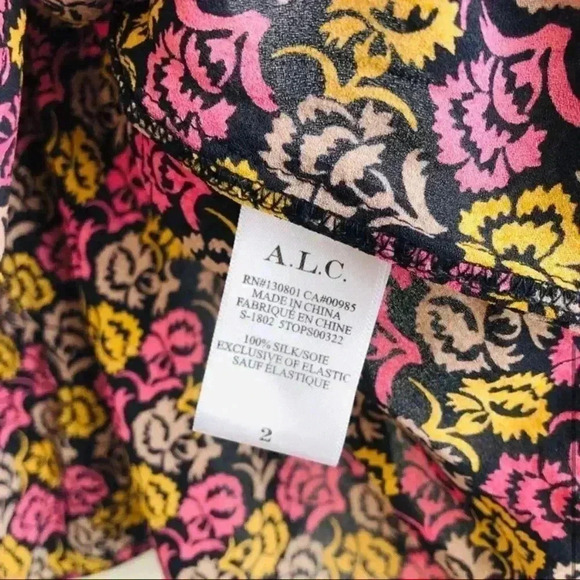 A.L.C.
RN#130801 CA#00985
MADE IN CHINA
FABRIQUÉ EN CHINE
S-1802 5TOPS00322
100% SILK/SOIE
EXCLUSIVE OF ELASTIC
SAUF ÉLASTIQUE
2